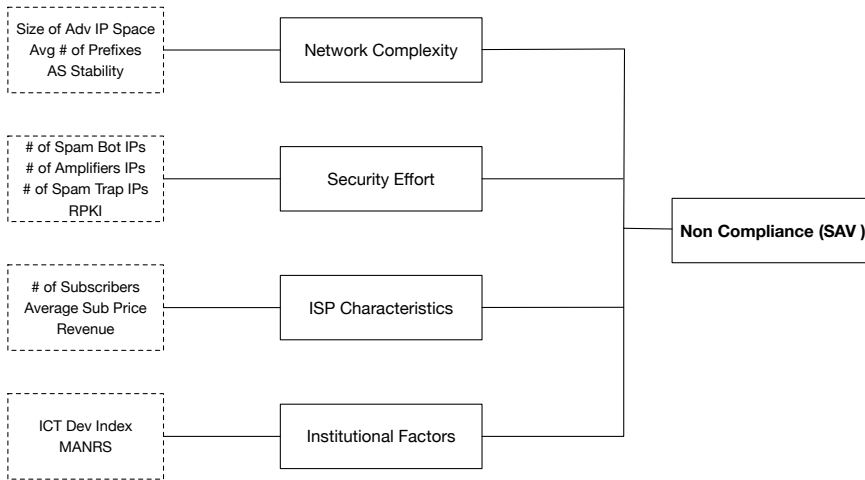 Size of Adv IP Space
Avg # of Prefixes
AS Stability
Network Complexity
# of Spam Bot IPs
# of Amplifiers IPs
# of Spam Trap IPs
RPKI
Security Effort
Non Compliance (SAV )
# of Subscribers
Average Sub Price
Revenue
ISP Characteristics
ICT Dev Index
MANRS
Institutional Factors